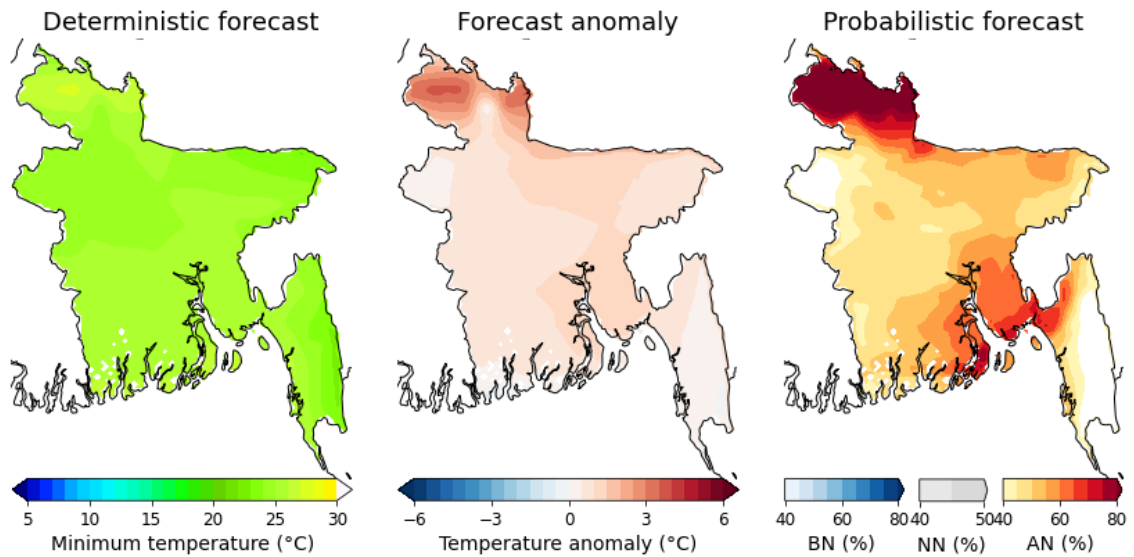 Deterministic forecast
Forecast anomaly
Probabilistic forecast
5 10 15 20 25 30
Minimum temperature (°C)
−6 −3 0 3 6
Temperature anomaly (°C)
40 60 80
BN (%)
40 50
NN (%)
40 60 80
AN (%)